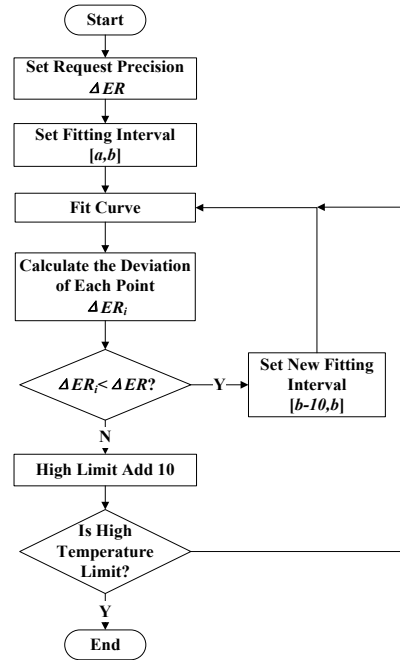 Start
Set Request Precision
ΔER
Set Fitting Interval
[a,b]
Fit Curve
Calculate the Deviation
of Each Point
ΔERi
ΔERi< ΔER?
Y
Set New Fitting
Interval
[b-10,b]
N
High Limit Add 10
Is High
Temperature
Limit?
Y
End